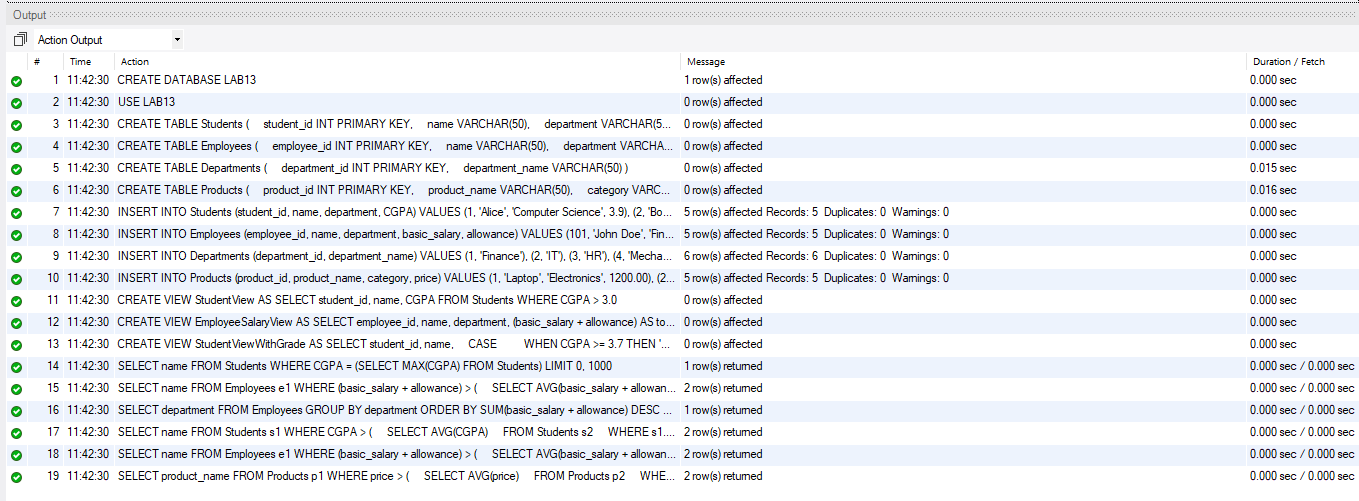 Output
Action Output
# Time Action Message Duration / Fetch
1 11:42:30 CREATE DATABASE LAB13 1 row(s) affected 0.000 sec
2 11:42:30 USE LAB13 0 row(s) affected 0.000 sec
3 11:42:30 CREATE TABLE Students ( student_id INT PRIMARY KEY, name VARCHAR(50), department VARCHAR(5... 0 row(s) affected 0.000 sec
4 11:42:30 CREATE TABLE Employees ( employee_id INT PRIMARY KEY, name VARCHAR(50), department VARCHA... 0 row(s) affected 0.000 sec
5 11:42:30 CREATE TABLE Departments ( department_id INT PRIMARY KEY, department_name VARCHAR(50) ) 0 row(s) affected 0.015 sec
6 11:42:30 CREATE TABLE Products ( product_id INT PRIMARY KEY, product_name VARCHAR(50), category VARC... 0 row(s) affected 0.016 sec
7 11:42:30 INSERT INTO Students (student_id, name, department, CGPA) VALUES (1, 'Alice', 'Computer Science', 3.9), (2, 'Bo... 5 row(s) affected Records: 5 Duplicates: 0 Warnings: 0 0.000 sec
8 11:42:30 INSERT INTO Employees (employee_id, name, department, basic_salary, allowance) VALUES (101, 'John Doe', 'Fin... 5 row(s) affected Records: 5 Duplicates: 0 Warnings: 0 0.000 sec
9 11:42:30 INSERT INTO Departments (department_id, department_name) VALUES (1, 'Finance'), (2, 'IT'), (3, 'HR'), (4, 'Mecha... 6 row(s) affected Records: 6 Duplicates: 0 Warnings: 0 0.000 sec
10 11:42:30 INSERT INTO Products (product_id, product_name, category, price) VALUES (1, 'Laptop', 'Electronics', 1200.00), (2... 5 row(s) affected Records: 5 Duplicates: 0 Warnings: 0 0.000 sec
11 11:42:30 CREATE VIEW StudentView AS SELECT student_id, name, CGPA FROM Students WHERE CGPA > 3.0 0 row(s) affected 0.000 sec
12 11:42:30 CREATE VIEW EmployeeSalaryView AS SELECT employee_id, name, department, (basic_salary + allowance) AS to... 0 row(s) affected 0.000 sec
13 11:42:30 CREATE VIEW StudentViewWithGrade AS SELECT student_id, name, CASE WHEN CGPA >= 3.7 THEN '... 0 row(s) affected 0.000 sec
14 11:42:30 SELECT name FROM Students WHERE CGPA = (SELECT MAX(CGPA) FROM Students) LIMIT 0, 1000 1 row(s) returned 0.000 sec / 0.000 sec
15 11:42:30 SELECT name FROM Employees e1 WHERE (basic_salary + allowance) > ( SELECT AVG(basic_salary + allowan... 2 row(s) returned 0.000 sec / 0.000 sec
16 11:42:30 SELECT department FROM Employees GROUP BY department ORDER BY SUM(basic_salary + allowance) DESC ... 1 row(s) returned 0.000 sec / 0.000 sec
17 11:42:30 SELECT name FROM Students s1 WHERE CGPA > ( SELECT AVG(CGPA) FROM Students s2 WHERE s1.... 2 row(s) returned 0.000 sec / 0.000 sec
18 11:42:30 SELECT name FROM Employees e1 WHERE (basic_salary + allowance) > ( SELECT AVG(basic_salary + allowan... 2 row(s) returned 0.000 sec / 0.000 sec
19 11:42:30 SELECT product_name FROM Products p1 WHERE price > ( SELECT AVG(price) FROM Products p2 WHE... 2 row(s) returned 0.000 sec / 0.000 sec